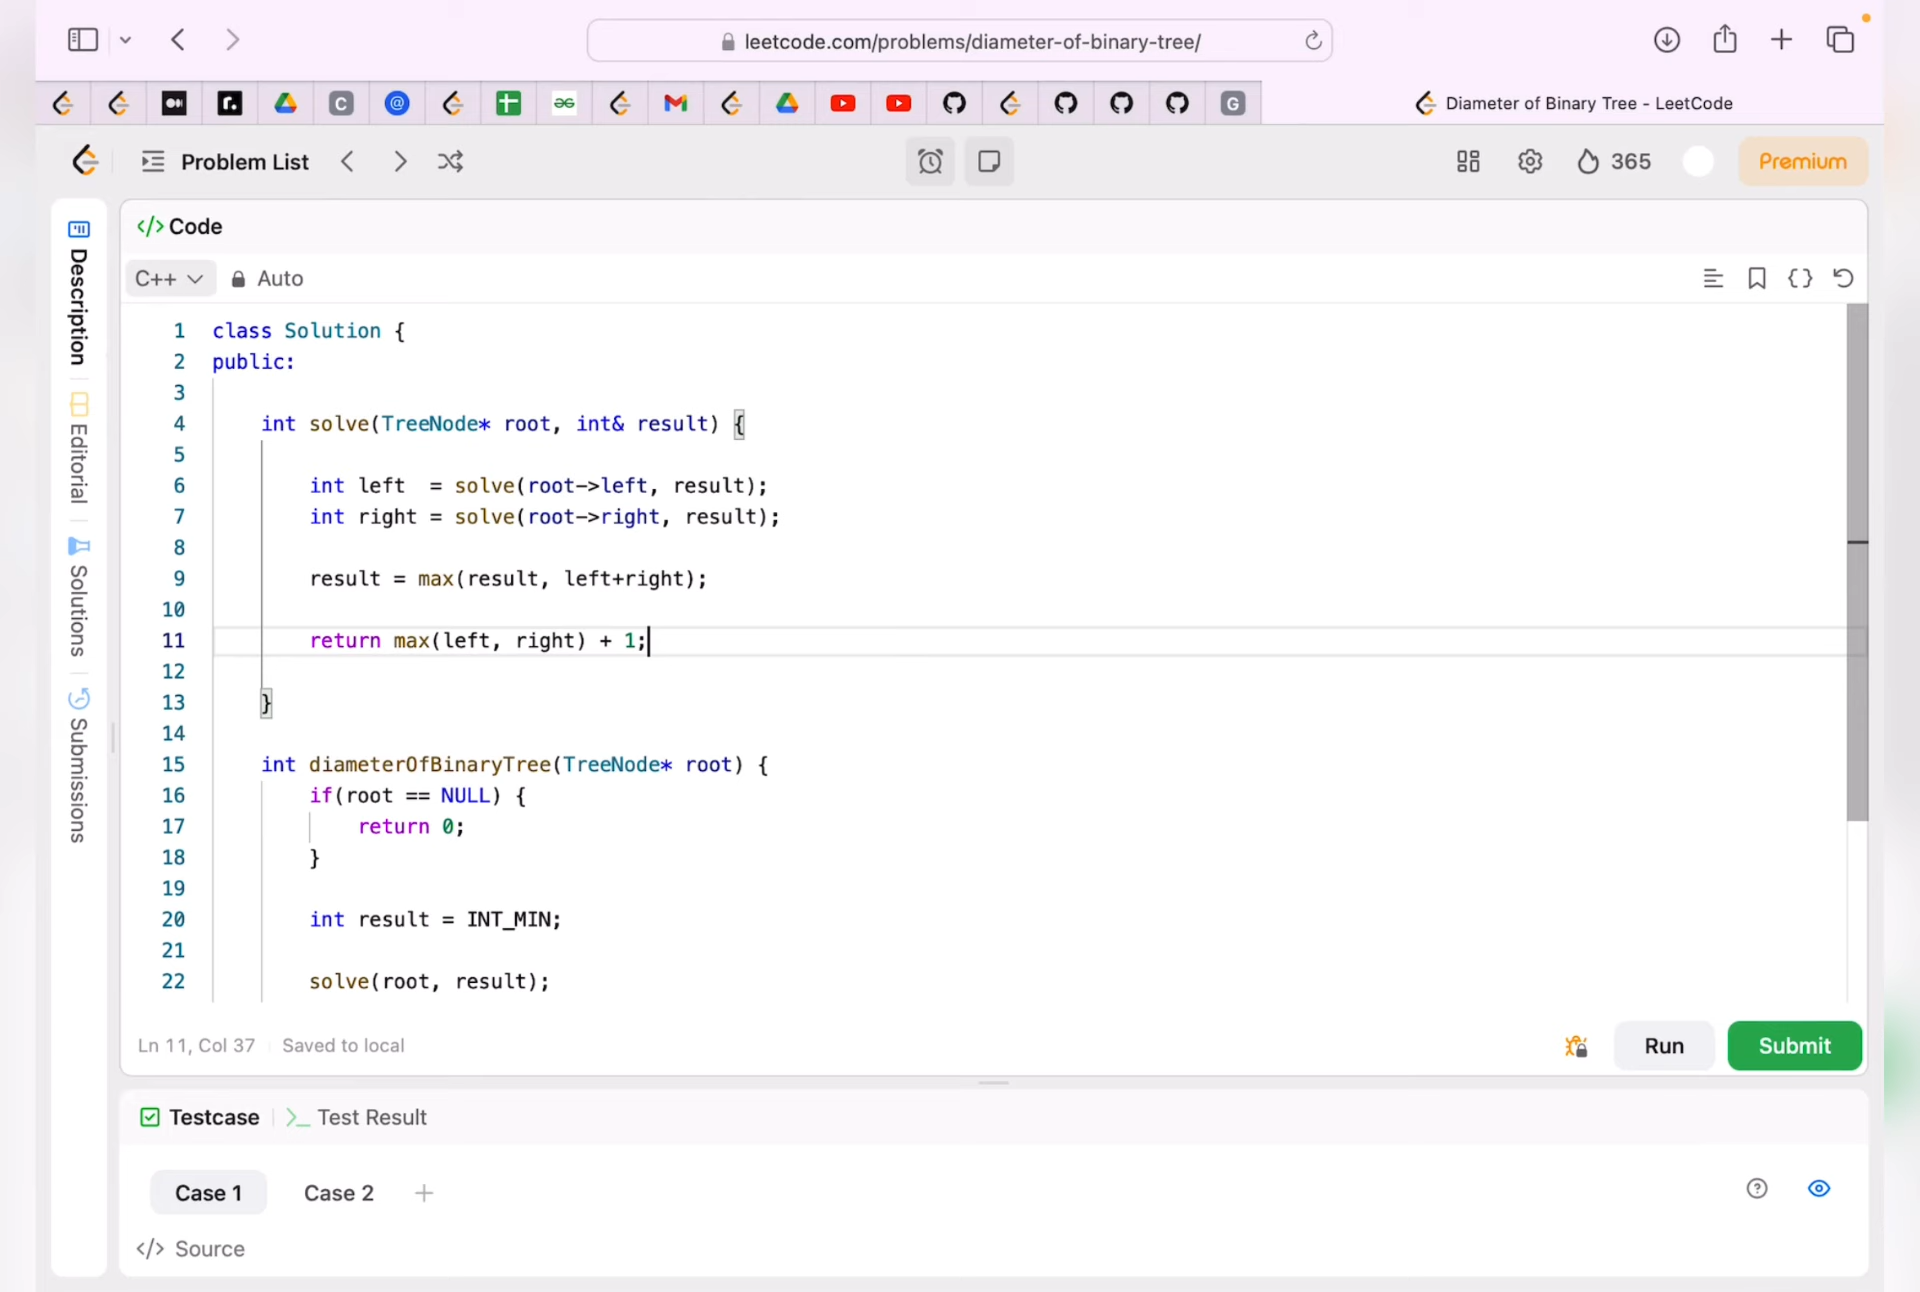 leetcode.com/problems/diameter-of-binary-tree/
Diameter of Binary Tree - LeetCode
Problem List
365
Premium
Description
Editorial
Solutions
Submissions
</> Code
C++ Auto
1 class Solution {
2 public:
3
4 int solve(TreeNode* root, int& result) {
5
6 int left  = solve(root->left, result);
7 int right = solve(root->right, result);
8
9 result = max(result, left+right);
10
11 return max(left, right) + 1;
12
13 }
14
15 int diameterOfBinaryTree(TreeNode* root) {
16 if(root == NULL) {
17 return 0;
18 }
19
20 int result = INT_MIN;
21
22 solve(root, result);
Ln 11, Col 37 Saved to local
Run
Submit
Testcase
>_ Test Result
Case 1 Case 2 +
</> Source